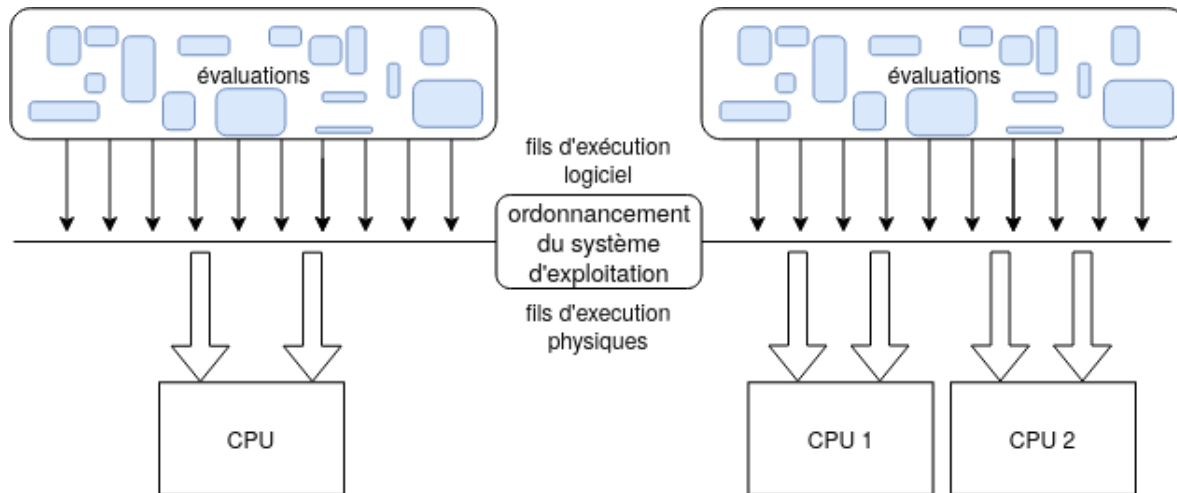 évaluations
évaluations
fils d'exécution
logiciel
ordonnancement
du système
d'exploitation
fils d'execution
physiques
CPU
CPU 1
CPU 2